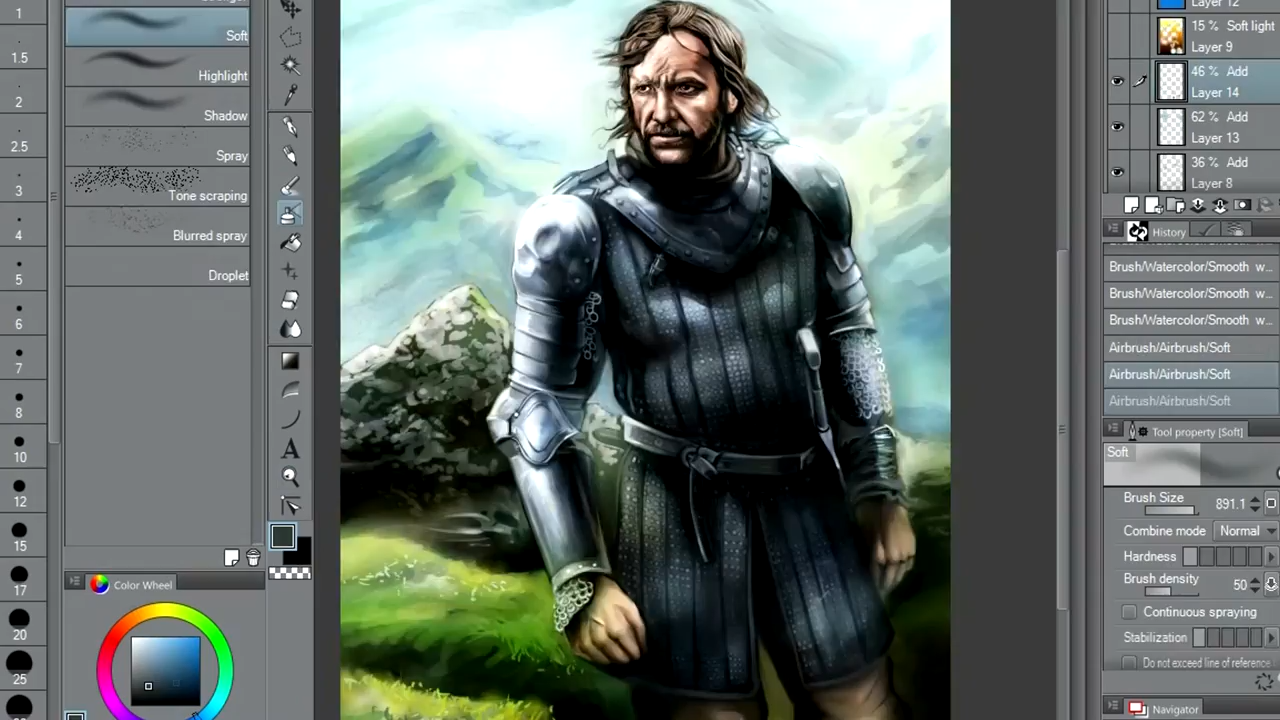 1
1.5
2
2.5
3
4
5
6
7
8
10
12
15
17
20
25
Soft
Highlight
Shadow
Spray
Tone scraping
Blurred spray
Droplet
Color Wheel
Layer 12
15 % Soft light
Layer 9
46 % Add
Layer 14
62 % Add
Layer 13
36 % Add
Layer 8
History
Brush/Watercolor/Smooth w...
Brush/Watercolor/Smooth w...
Brush/Watercolor/Smooth w...
Airbrush/Airbrush/Soft
Airbrush/Airbrush/Soft
Airbrush/Airbrush/Soft
Tool property [Soft]
Soft
Brush Size 891.1
Combine mode Normal
Hardness
Brush density 50
Continuous spraying
Stabilization
Do not exceed line of reference
Navigator